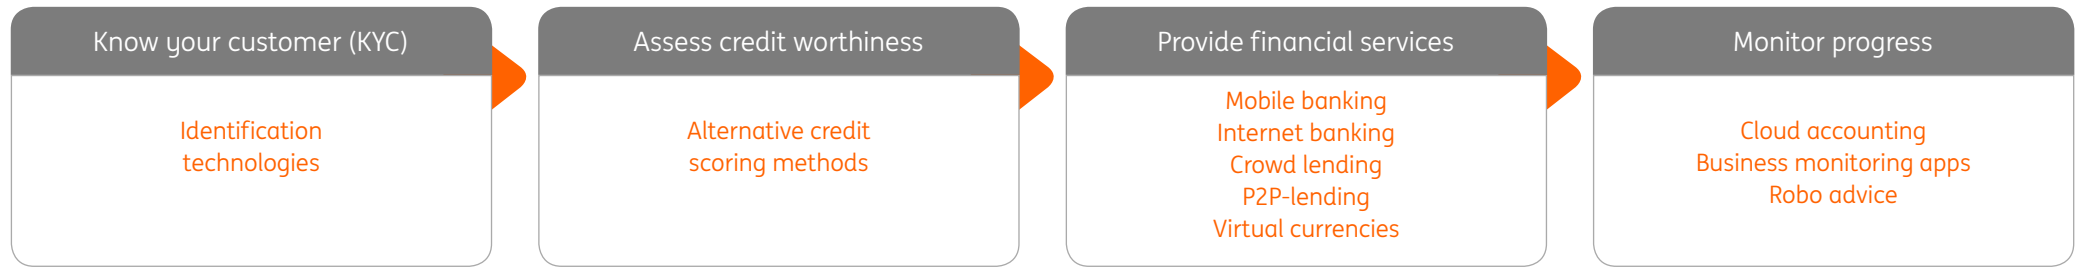 Know your customer (KYC)
Identification
technologies
Assess credit worthiness
Alternative credit
scoring methods
Provide financial services
Mobile banking
Internet banking
Crowd lending
P2P-lending
Virtual currencies
Monitor progress
Cloud accounting
Business monitoring apps
Robo advice